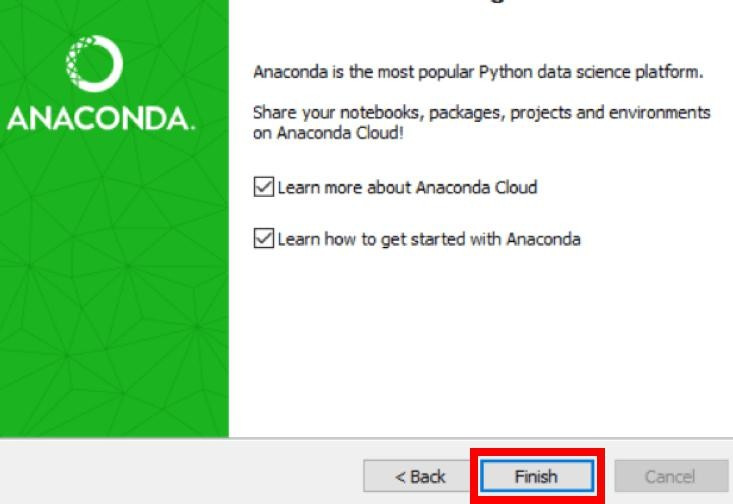 ANACONDA.
Anaconda is the most popular Python data science platform.
Share your notebooks, packages, projects and environments
on Anaconda Cloud!
Learn more about Anaconda Cloud
Learn how to get started with Anaconda
< Back
Finish
Cancel